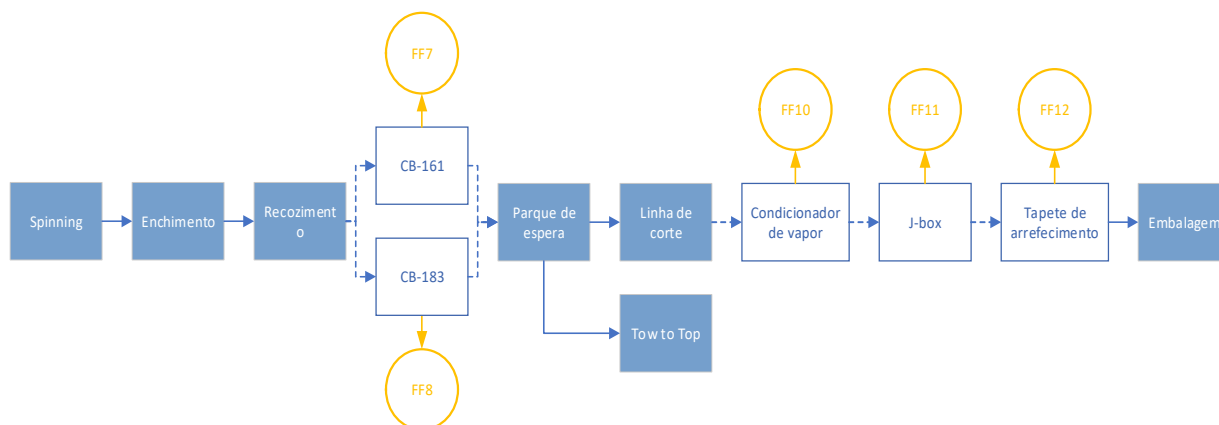 FF7
FF10
FF11
FF12
CB-161
Spinning
Enchimento
Recoziment
o
Parque de
espera
Linha de
corte
Condicionador
de vapor
J-box
Tapete de
arrefecimento
Embalagem
CB-183
Tow to Top
FF8